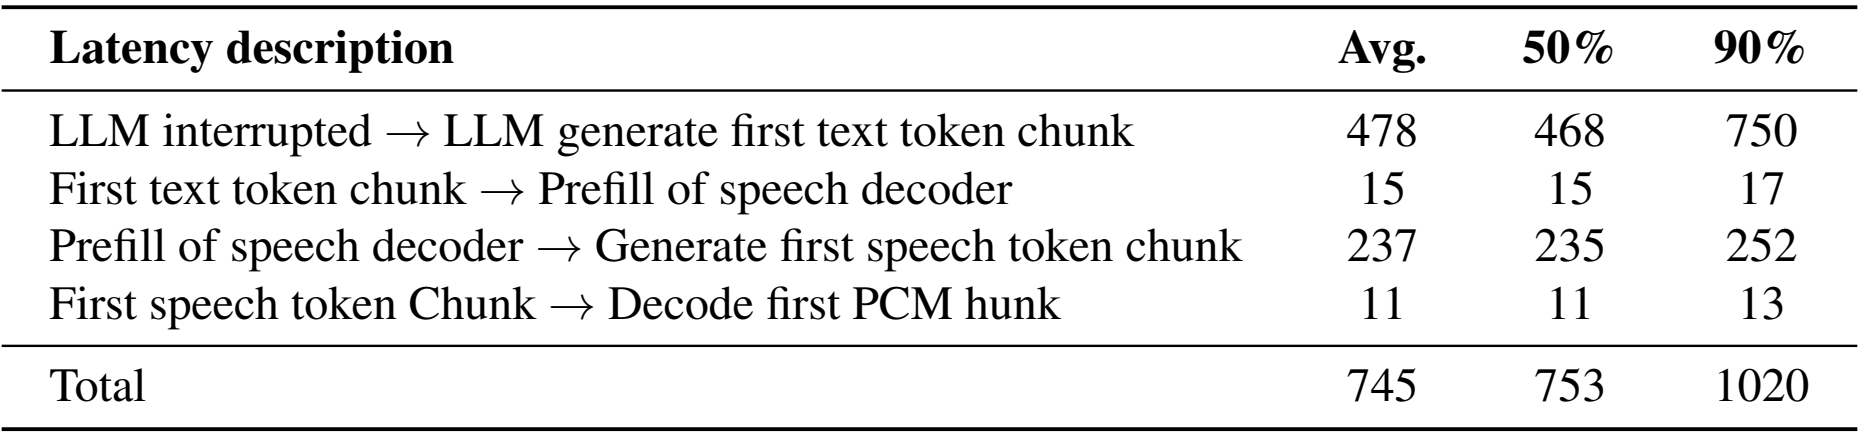 Latency description Avg. 50% 90%
LLM interrupted → LLM generate first text token chunk 478 468 750
First text token chunk → Prefill of speech decoder 15 15 17
Prefill of speech decoder → Generate first speech token chunk 237 235 252
First speech token Chunk → Decode first PCM hunk 11 11 13
Total 745 753 1020